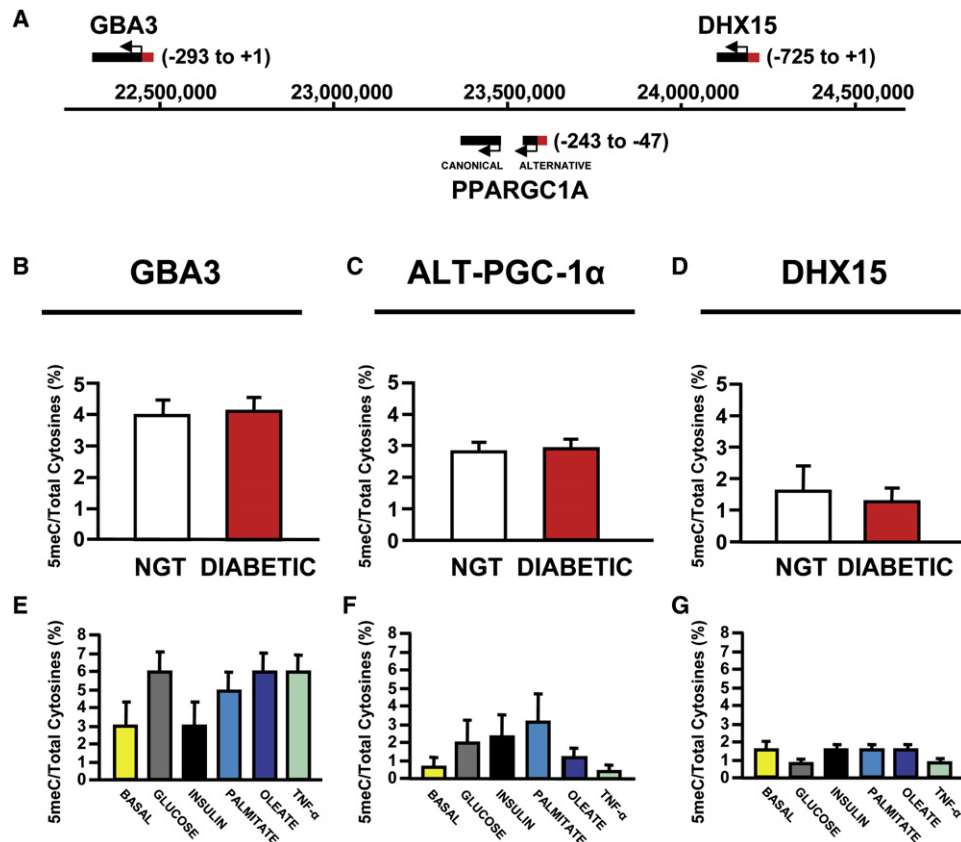 A
GBA3
(-293 to +1)
DHX15
(-725 to +1)
22,500,000 23,000,000 23,500,000 24,000,000 24,500,000
(-243 to -47)
CANONICAL ALTERNATIVE
PPARGC1A
B GBA3
C ALT-PGC-1α
D DHX15
5meC/Total Cytosines (%)
5
4
3
2
1
0
NGT DIABETIC
5meC/Total Cytosines (%)
5
4
3
2
1
0
NGT DIABETIC
5meC/Total Cytosines (%)
5
4
3
2
1
0
NGT DIABETIC
E
5meC/Total Cytosines (%)
8
7
6
5
4
3
2
1
0
BASAL
GLUCOSE
INSULIN
PALMITATE
OLEATE
TNF-α
F
5meC/Total Cytosines (%)
8
7
6
5
4
3
2
1
0
BASAL
GLUCOSE
INSULIN
PALMITATE
OLEATE
TNF-α
G
5meC/Total Cytosines (%)
8
7
6
5
4
3
2
1
0
BASAL
GLUCOSE
INSULIN
PALMITATE
OLEATE
TNF-α